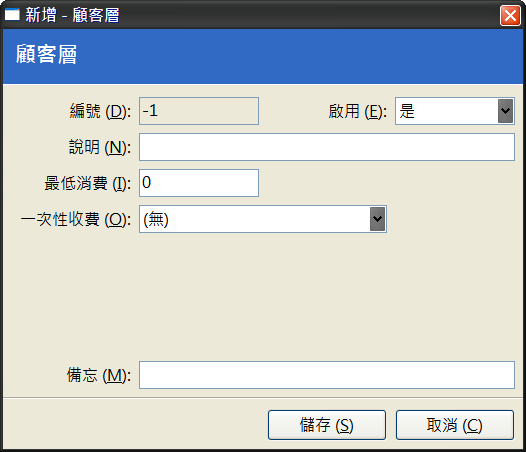 新增 - 顧客層
顧客層
編號 (D): -1 啟用 (E): 是
說明 (N):
最低消費 (I): 0
一次性收費 (O): (無)
備忘 (M):
儲存 (S) 取消 (C)